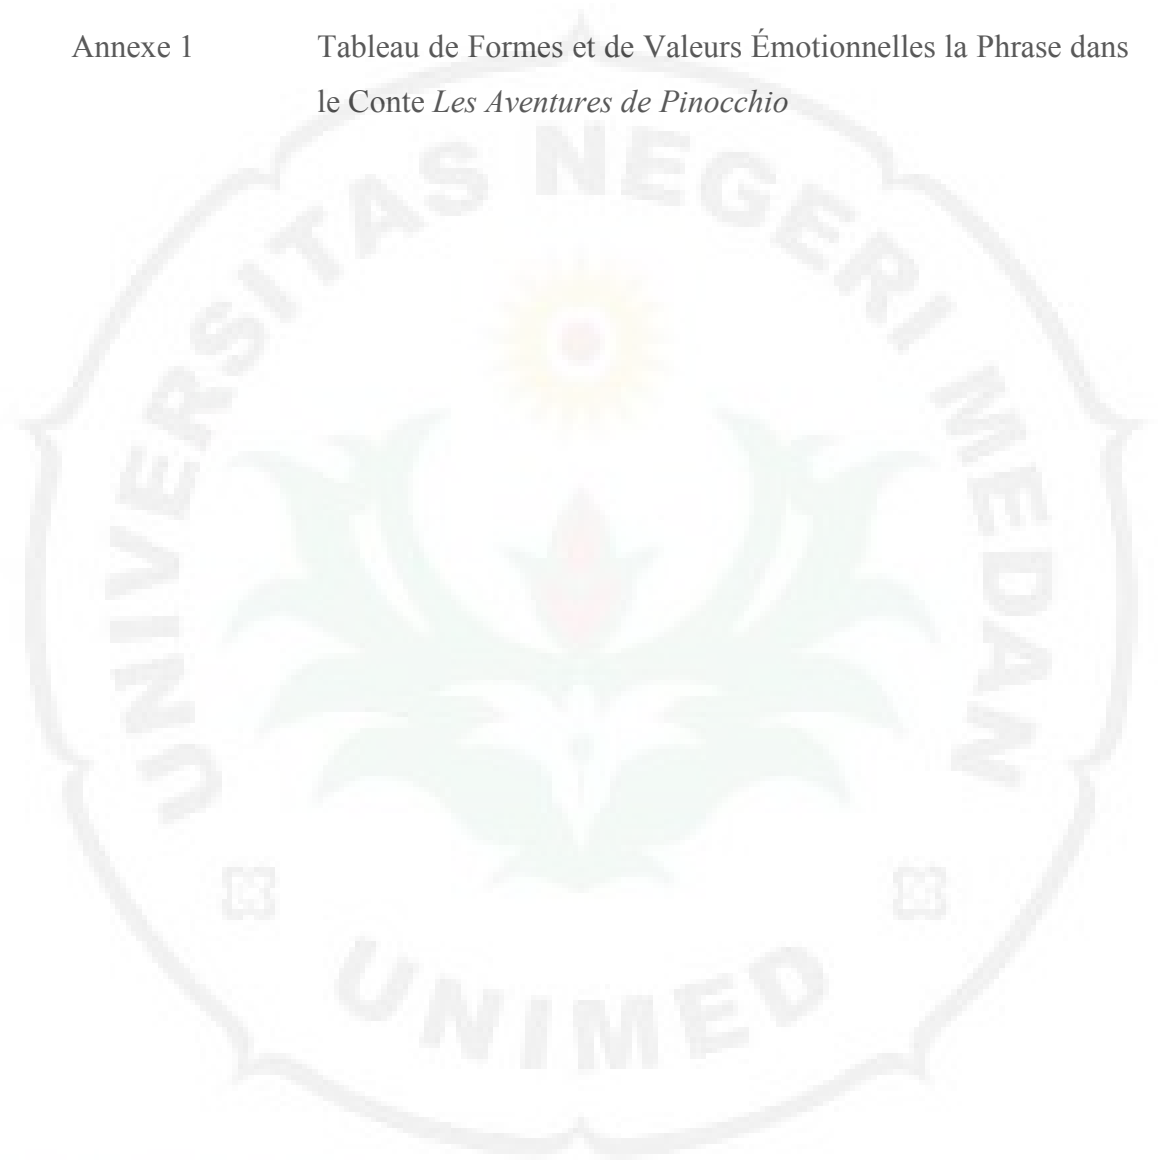 Annexe 1 Tableau de Formes et de Valeurs Émotionnelles la Phrase dans
le Conte Les Aventures de Pinocchio
UNIVERSITAS NEGERI MEDAN
UNIMED